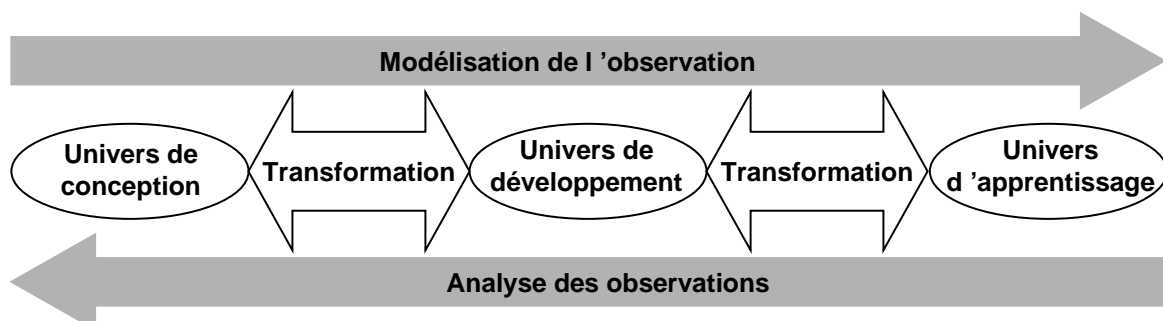 Modélisation de l ’observation
Univers de
conception
Transformation
Univers de
développement
Transformation
Univers
d ’apprentissage
Analyse des observations